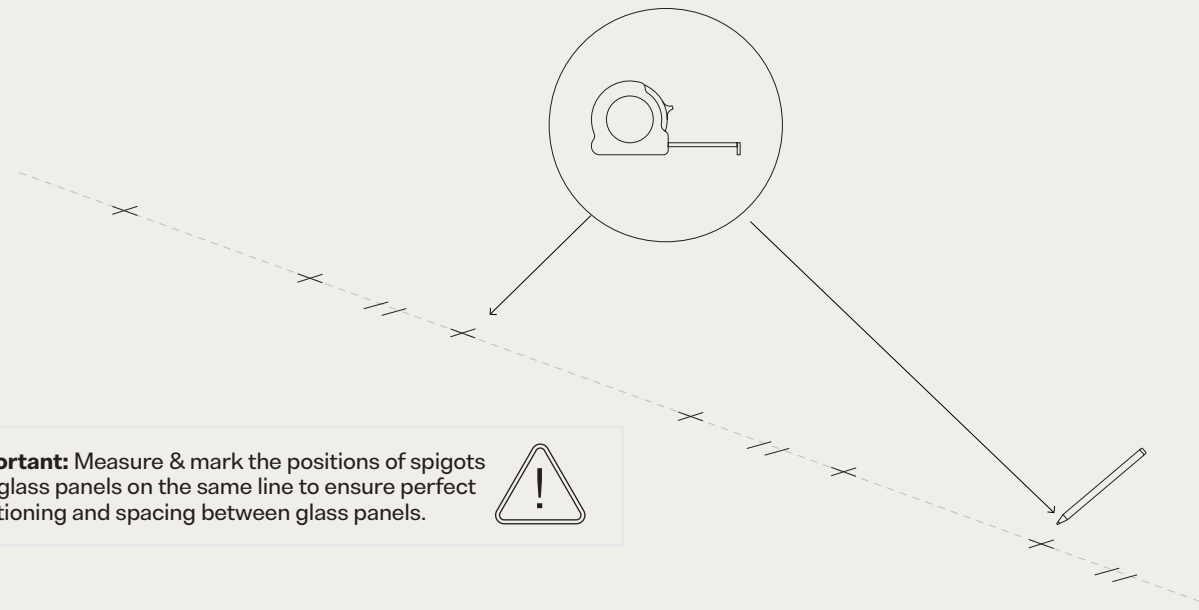 ortant: Measure & mark the positions of spigots
glass panels on the same line to ensure perfect
tioning and spacing between glass panels.
!